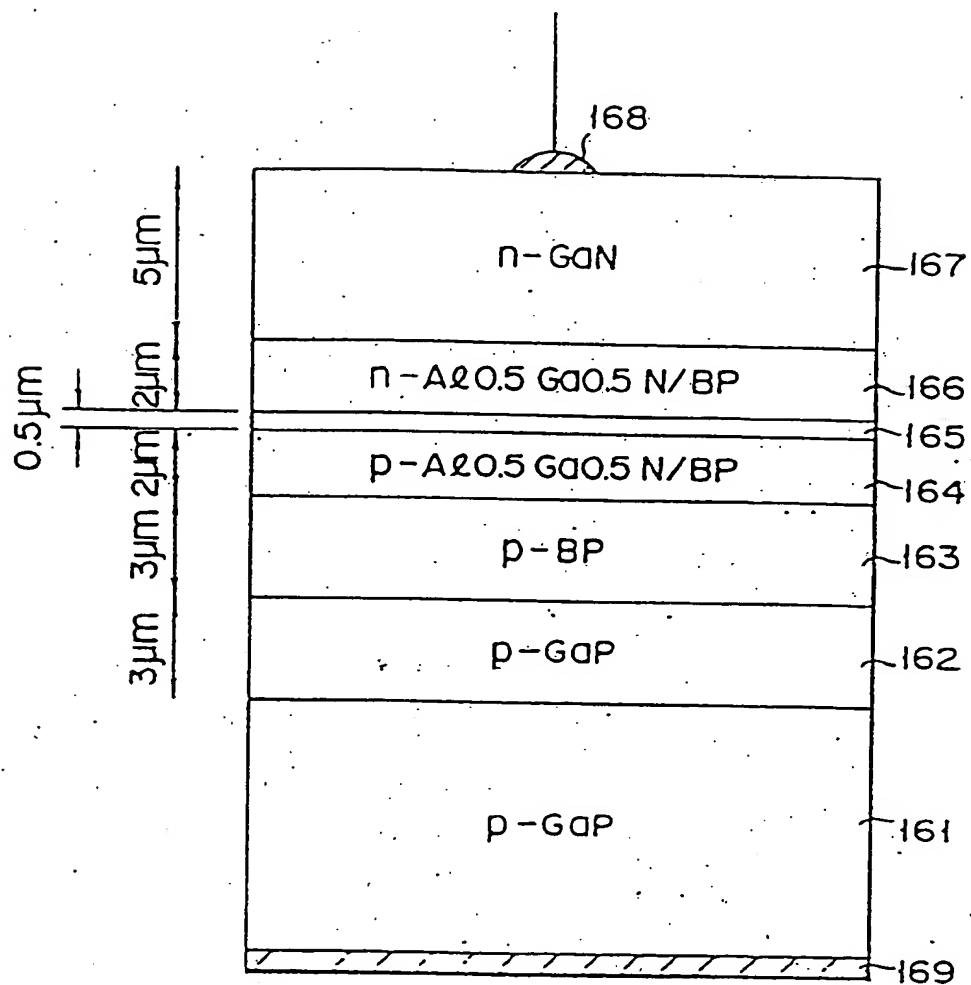 168
5μm
n-GaN
167
2μm
n-Aℓ0.5 Ga0.5 N/BP
166
0.5μm
165
2μm
p-Aℓ0.5 Ga0.5 N/BP
164
3μm
p-BP
163
3μm
p-GaP
162
p-GaP
161
169